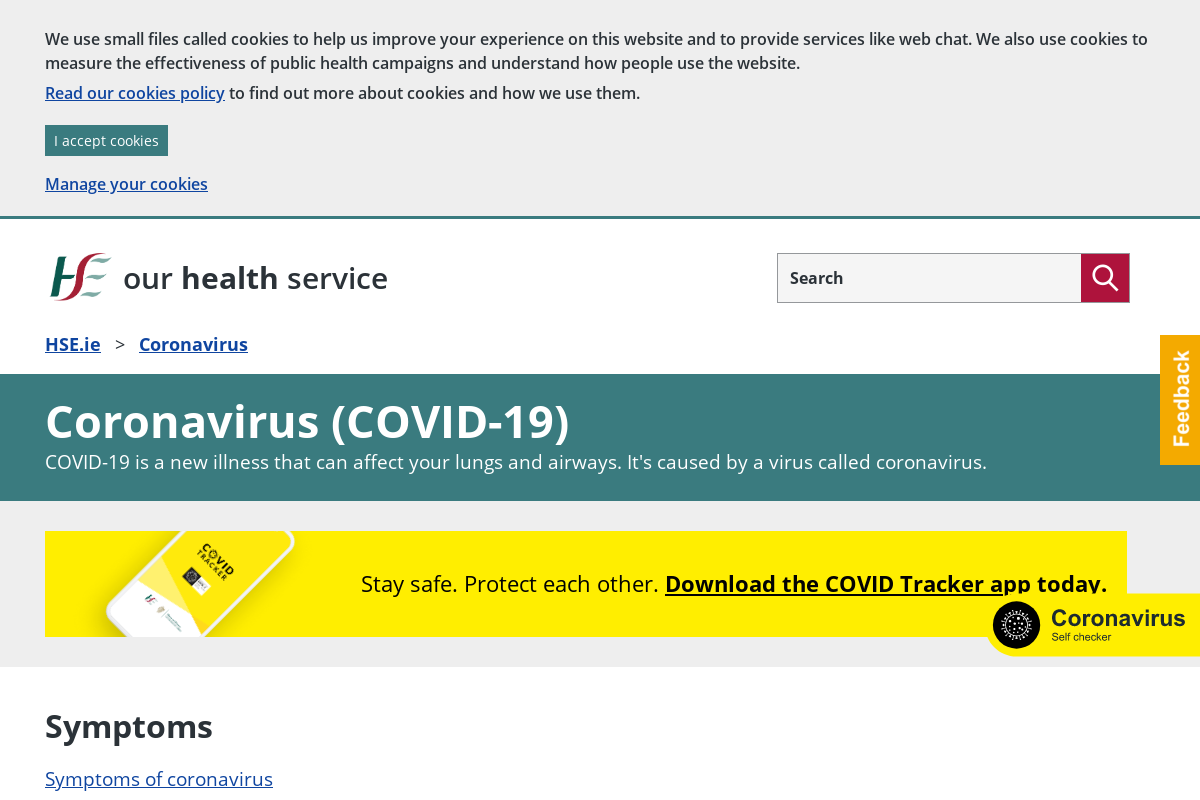 We use small files called cookies to help us improve your experience on this website and to provide services like web chat. We also use cookies to
measure the effectiveness of public health campaigns and understand how people use the website.
Read our cookies policy to find out more about cookies and how we use them.
I accept cookies
Manage your cookies
HSE our health service
Search
HSE.ie > Coronavirus
Feedback
Coronavirus (COVID-19)
COVID-19 is a new illness that can affect your lungs and airways. It's caused by a virus called coronavirus.
COVID
TRACKER
Stay safe. Protect each other. Download the COVID Tracker app today.
Coronavirus
Self checker
Symptoms
Symptoms of coronavirus